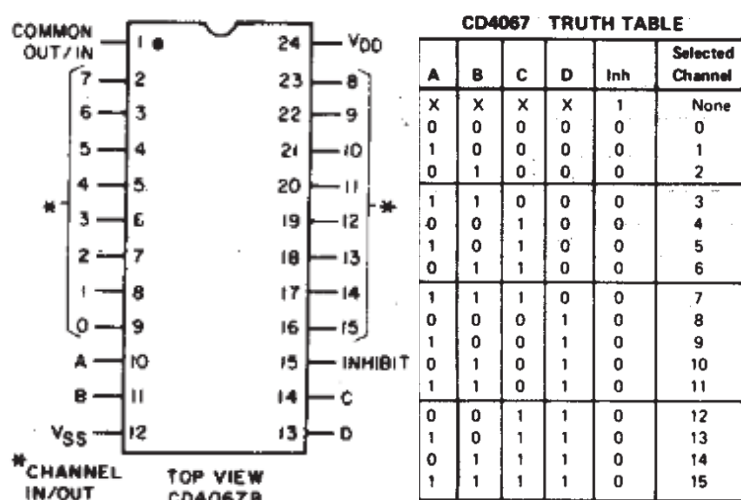 COMMON
OUT/IN 1 24 VDD
7 2 23 8
6 3 22 9
5 4 21 10
4 5 20 11
* 3 6 19 12 *
2 7 18 13
1 8 17 14
0 9 16 15
A 10 15 INHIBIT
B 11 14 C
VSS 12 13 D
*CHANNEL
IN/OUT
TOP VIEW
CD4067B
CD4067 TRUTH TABLE
A B C D Inh Selected Channel
X X X X 1 None
0 0 0 0 0 0
1 0 0 0 0 1
0 1 0 0 0 2
1 1 0 0 0 3
0 0 1 0 0 4
1 0 1 0 0 5
0 1 1 0 0 6
1 1 1 0 0 7
0 0 0 1 0 8
1 0 0 1 0 9
0 1 0 1 0 10
1 1 0 1 0 11
0 0 1 1 0 12
1 0 1 1 0 13
0 1 1 1 0 14
1 1 1 1 0 15